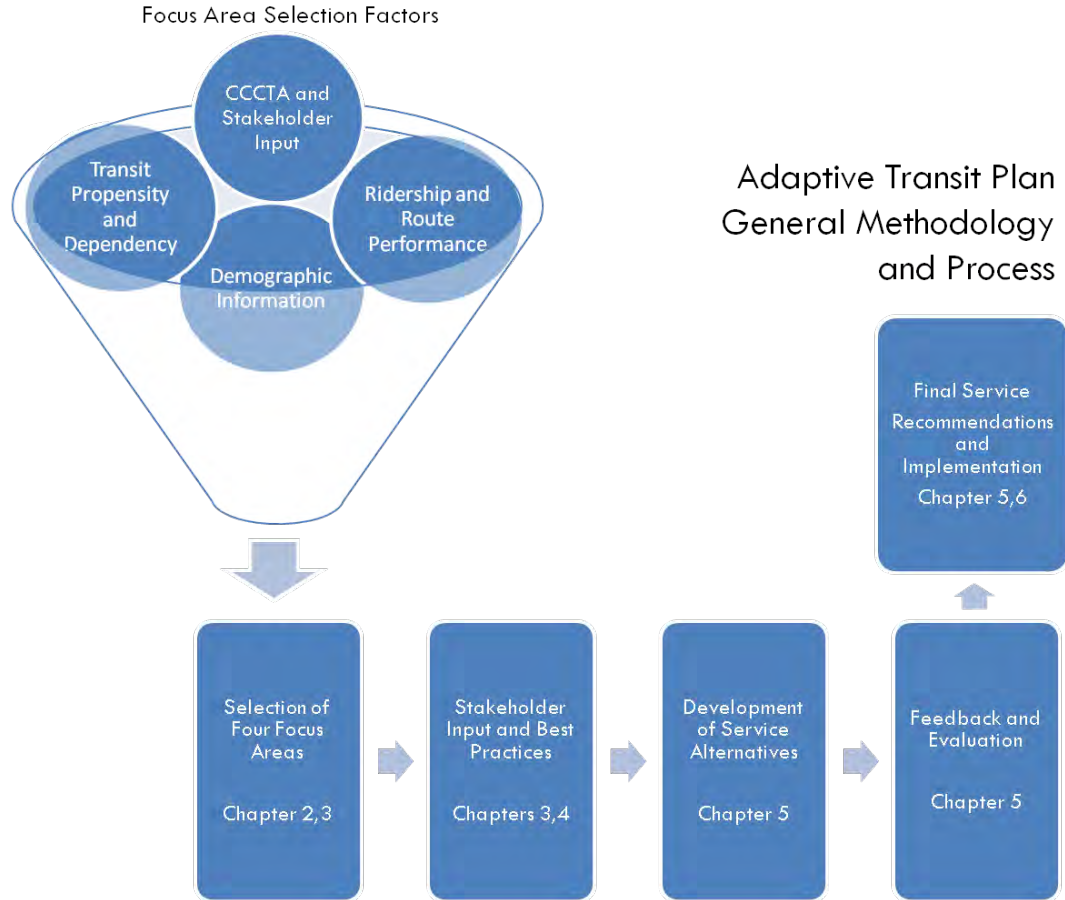 Focus Area Selection Factors
CCCTA and
Stakeholder
Input
Transit
Propensity
and
Dependency
Ridership and
Route
Performance
Demographic
Information
Adaptive Transit Plan
General Methodology
and Process
Selection of
Four Focus
Areas
Chapter 2,3
Stakeholder
Input and Best
Practices
Chapters 3,4
Development
of Service
Alternatives
Chapter 5
Feedback and
Evaluation
Chapter 5
Final Service
Recommendations
and
Implementation
Chapter 5,6